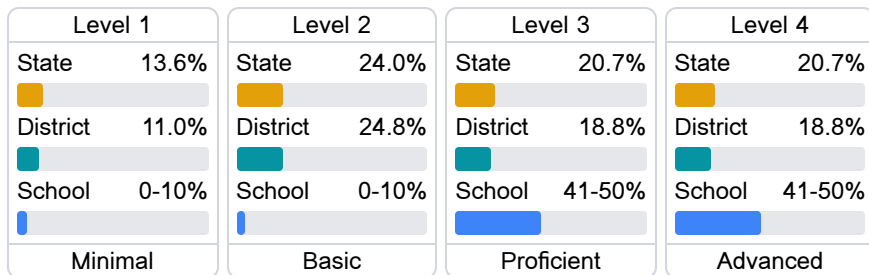 Level 1
State 13.6%
District 11.0%
School 0-10%
Minimal
Level 2
State 24.0%
District 24.8%
School 0-10%
Basic
Level 3
State 20.7%
District 18.8%
School 41-50%
Proficient
Level 4
State 20.7%
District 18.8%
School 41-50%
Advanced